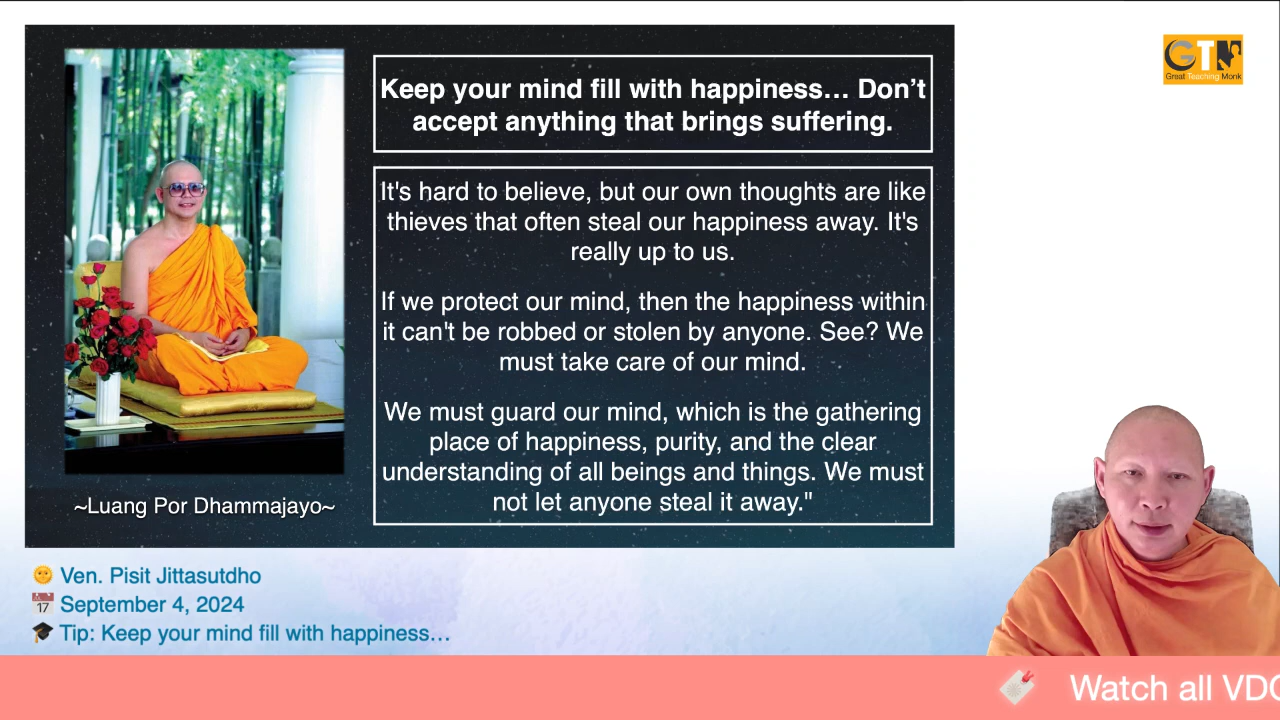 GTM
Great Teaching Monk
Keep your mind fill with happiness… Don’t
accept anything that brings suffering.
It's hard to believe, but our own thoughts are like
thieves that often steal our happiness away. It's
really up to us.
If we protect our mind, then the happiness within
it can't be robbed or stolen by anyone. See? We
must take care of our mind.
We must guard our mind, which is the gathering
place of happiness, purity, and the clear
understanding of all beings and things. We must
not let anyone steal it away."
~Luang Por Dhammajayo~
🌞 Ven. Pisit Jittasutdho
📅 September 4, 2024
🎓 Tip: Keep your mind fill with happiness…
Watch all